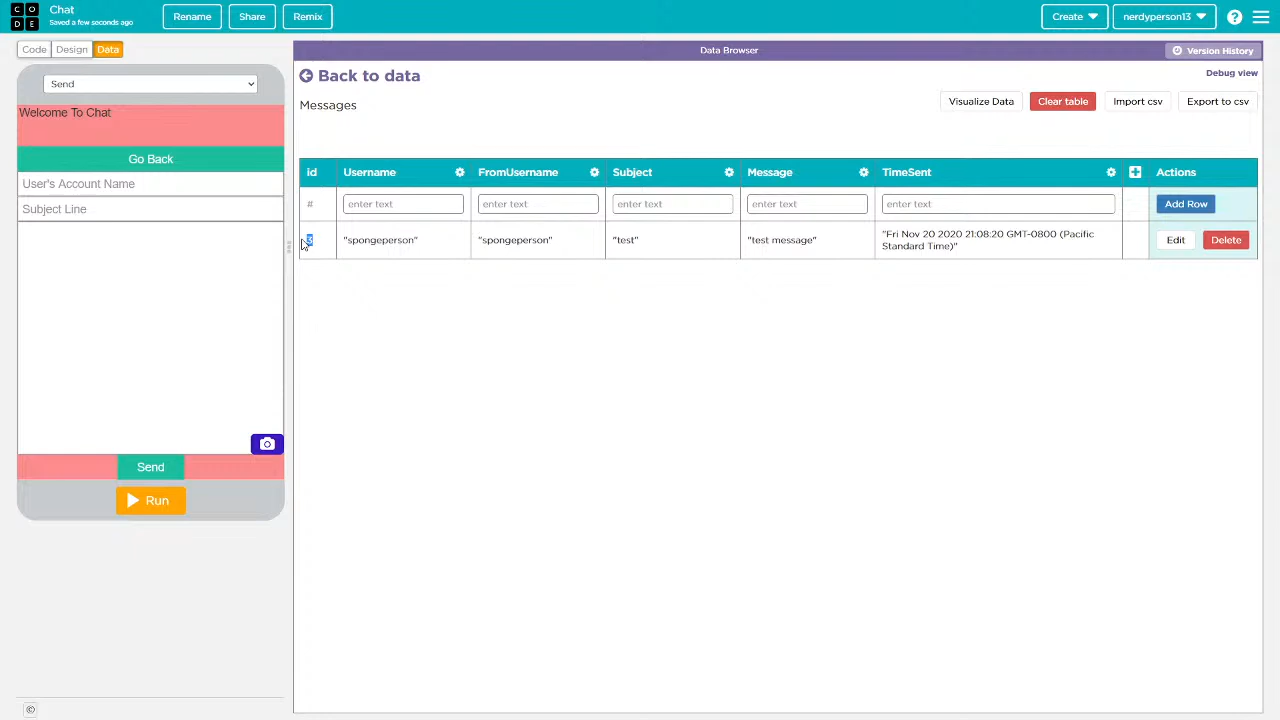 CODE
Chat
Saved a few seconds ago
Rename
Share
Remix
Create
nerdyperson13
?
Code
Design
Data
Data Browser
Version History
Send
Back to data
Debug view
Messages
Visualize Data
Clear table
Import csv
Export to csv
Welcome To Chat
Go Back
User's Account Name
Subject Line
Send
Run
id
Username
FromUsername
Subject
Message
TimeSent
Actions
#
enter text
enter text
enter text
enter text
enter text
Add Row
3
"spongeperson"
"spongeperson"
"test"
"test message"
"Fri Nov 20 2020 21:08:20 GMT-0800 (Pacific
Standard Time)"
Edit
Delete
©